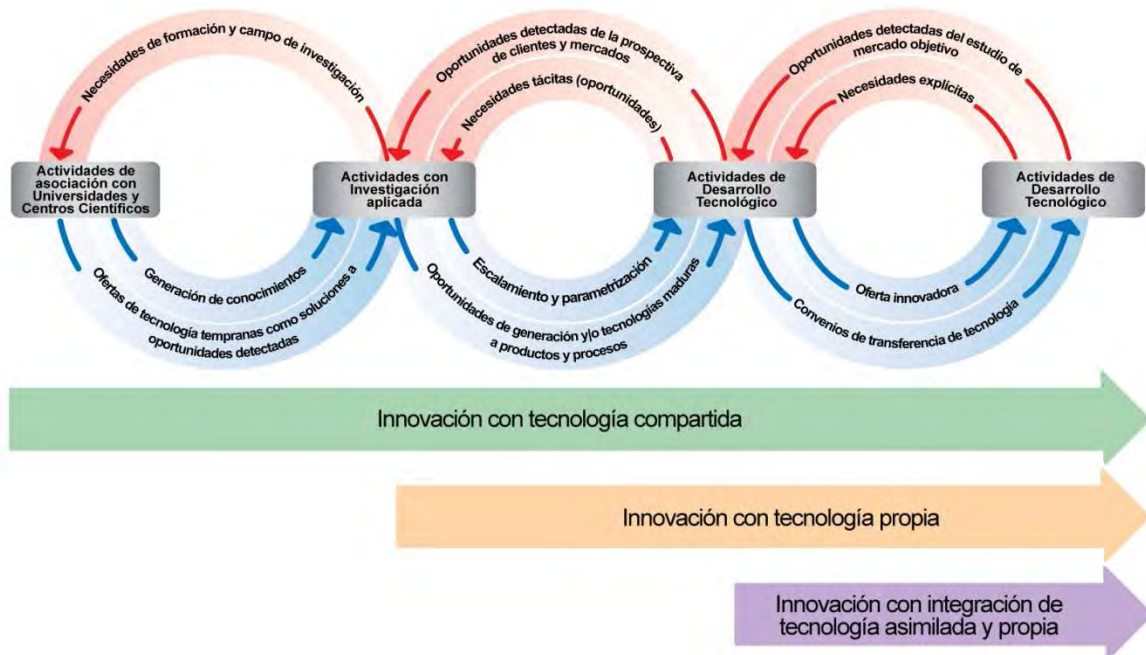 Necesidades de formación y campo de investigación
Oportunidades detectadas de la prospectiva
de clientes y mercados
Necesidades tácitas (oportunidades)
Oportunidades detectadas del estudio de
mercado objetivo
Necesidades explícitas
Actividades de
asociación con
Universidades y
Centros Científicos
Actividades con
Investigación
aplicada
Actividades de
Desarrollo
Tecnológico
Actividades de
Desarrollo
Tecnológico
Generación de conocimientos
Ofertas de tecnología tempranas como soluciones a
oportunidades detectadas
Escalamiento y parametrización
Oportunidades de generación y/o tecnologías maduras
a productos y procesos
Oferta innovadora
Convenios de transferencia de tecnología
Innovación con tecnología compartida
Innovación con tecnología propia
Innovación con integración de
tecnología asimilada y propia